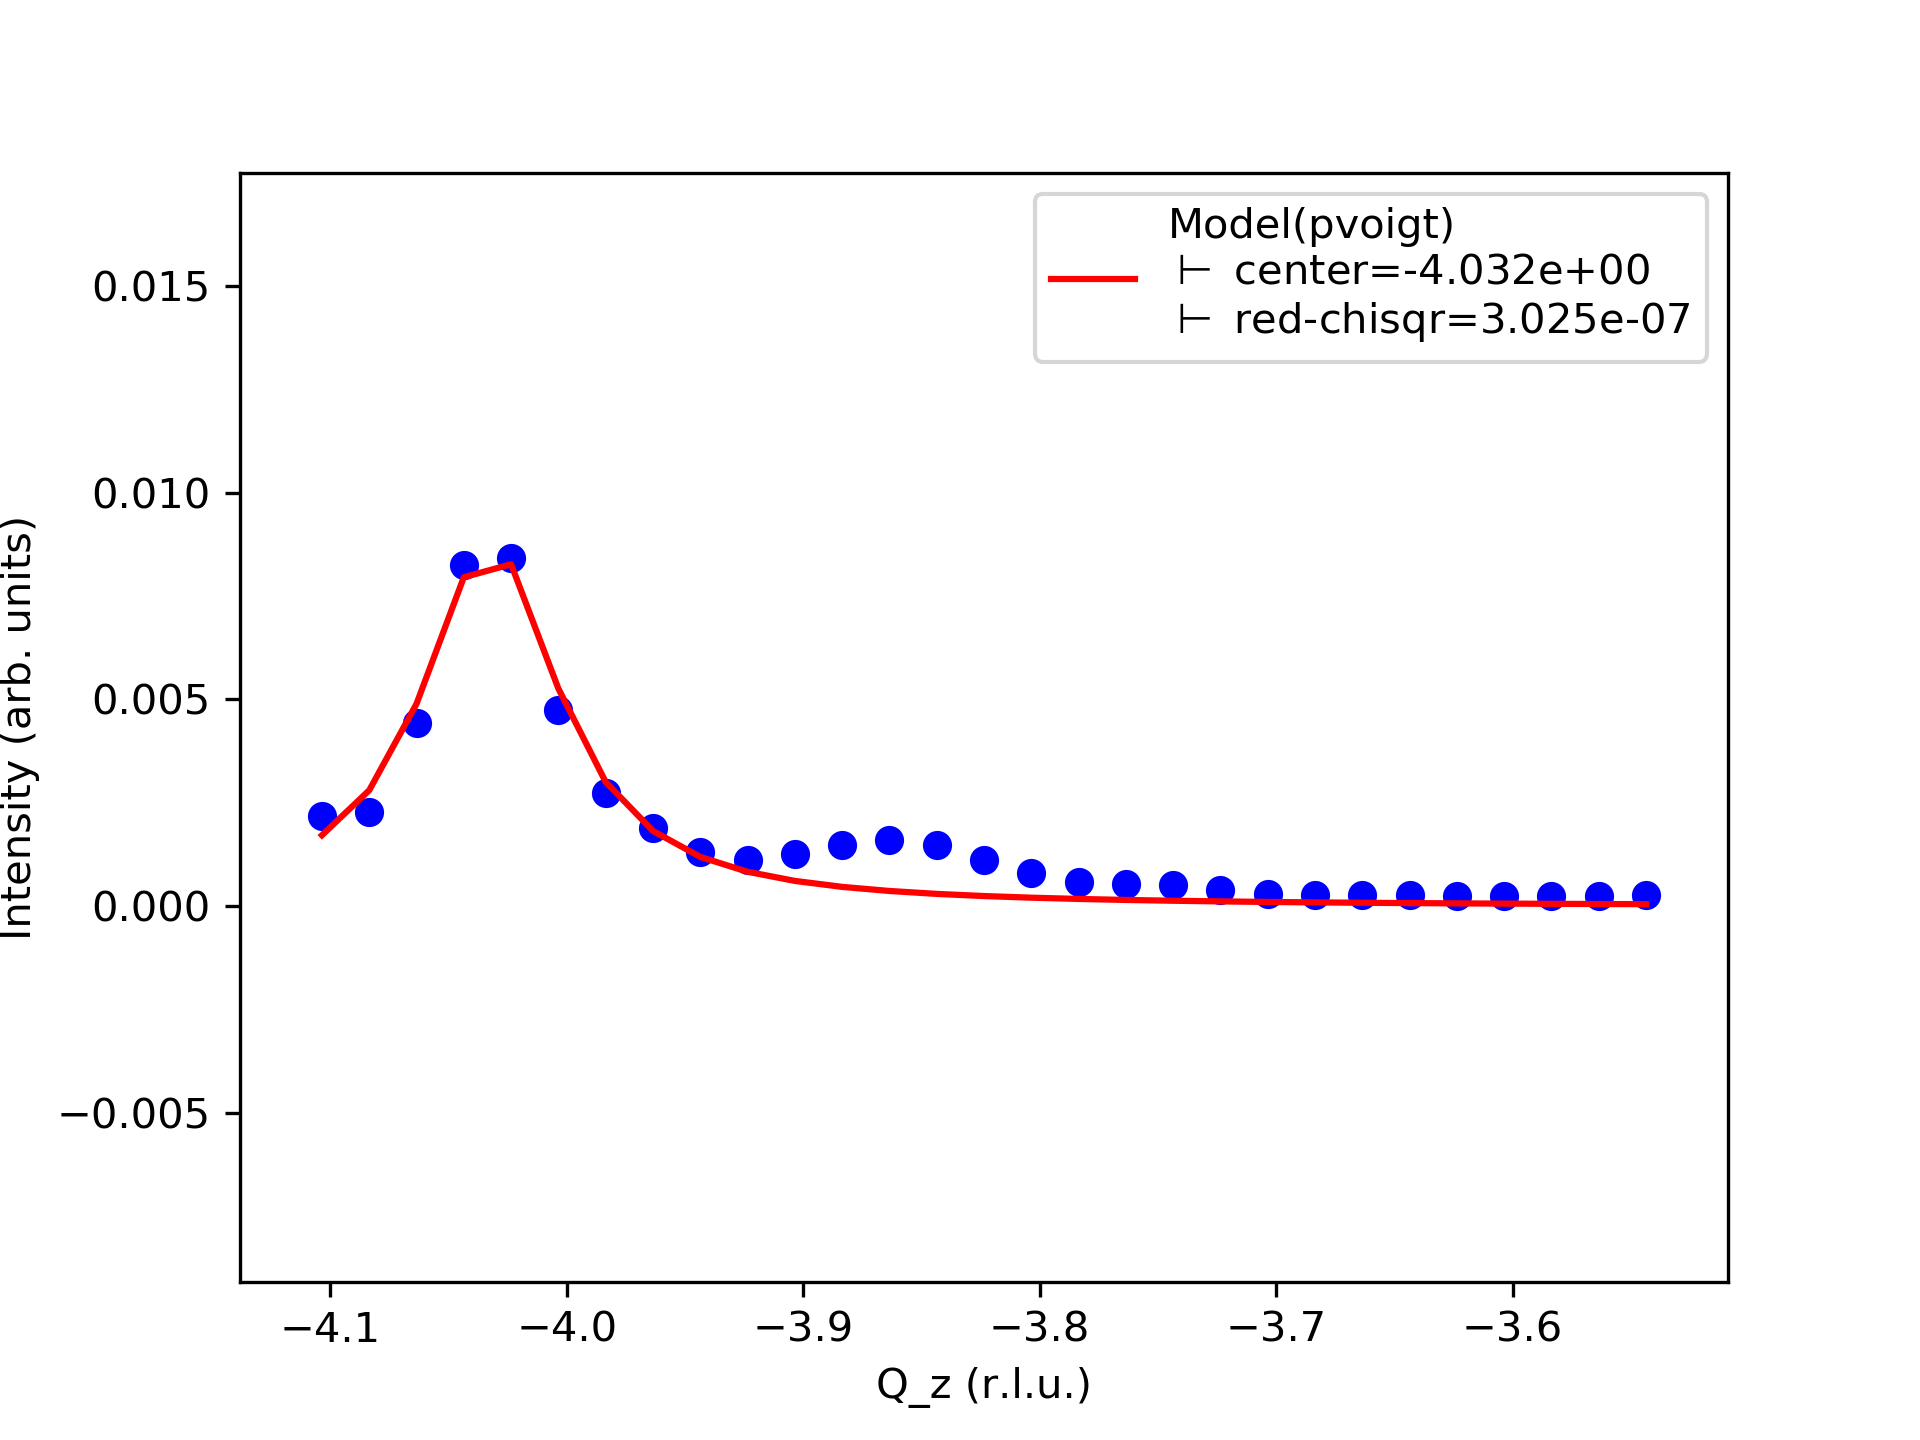 Model(pvoigt)
⊢ center=-4.032e+00
⊢ red-chisqr=3.025e-07
0.015
0.010
0.005
0.000
−0.005
Intensity (arb. units)
−4.1 −4.0 −3.9 −3.8 −3.7 −3.6
Q_z (r.l.u.)